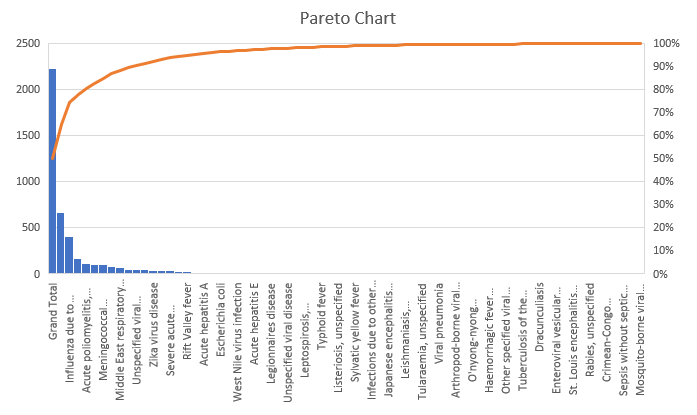 Pareto Chart
2500
2000
1500
1000
500
0
100%
90%
80%
70%
60%
50%
40%
30%
20%
10%
0%
Grand Total
Influenza due to...
Acute poliomyelitis,...
Meningococcal...
Middle East respiratory...
Unspecified viral...
Zika virus disease
Severe acute...
Rift Valley fever
Acute hepatitis A
Escherichia coli
West Nile virus infection
Acute hepatitis E
Legionnaires disease
Unspecified viral disease
Leptospirosis,...
Typhoid fever
Listeriosis, unspecified
Sylvatic yellow fever
Infections due to other...
Japanese encephalitis...
Leishmaniasis,...
Tularaemia, unspecified
Viral pneumonia
Arthropod-borne viral...
O'nyong-nyong...
Haemorrhagic fever...
Other specified viral...
Tuberculosis of the...
Dracunculiasis
Enteroviral vesicular...
St. Louis encephalitis...
Rabies, unspecified
Crimean-Congo...
Sepsis without septic...
Mosquito-borne viral...